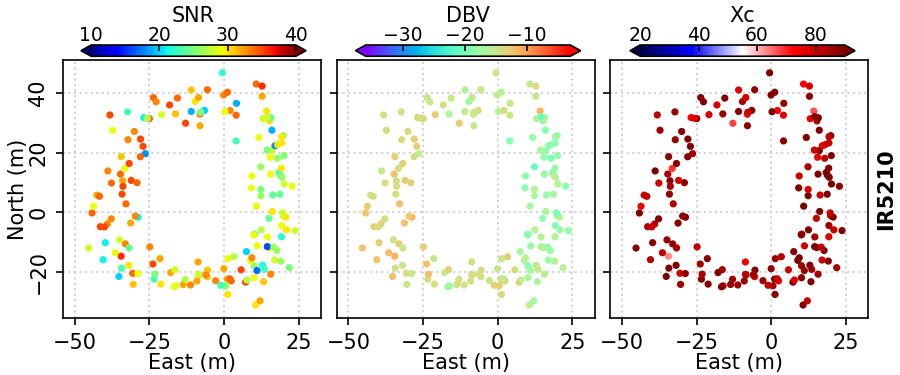 SNR DBV Xc
10 20 30 40 −30 −20 −10 20 40 60 80
North (m)
40
20
0
−20
−50 −25 0 25 −50 −25 0 25 −50 −25 0 25
East (m) East (m) East (m)
IR5210